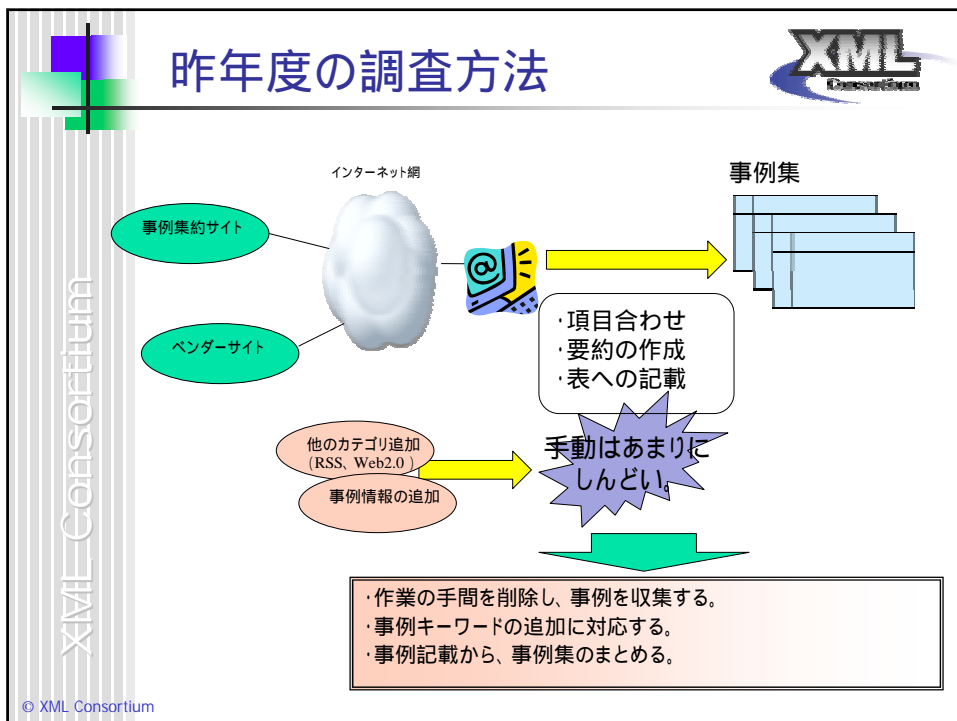 昨年度の調査方法
XML
Consortium
インターネット網
事例集
事例集約サイト
@
ベンダーサイト
・項目合わせ
・要約の作成
・表への記載
他のカテゴリ追加
(RSS、Web2.0 )
事例情報の追加
手動はあまりに
しんどい。
・作業の手間を削除し、事例を収集する。
・事例キーワードの追加に対応する。
・事例記載から、事例集のまとめる。
XML Consortium
© XML Consortium